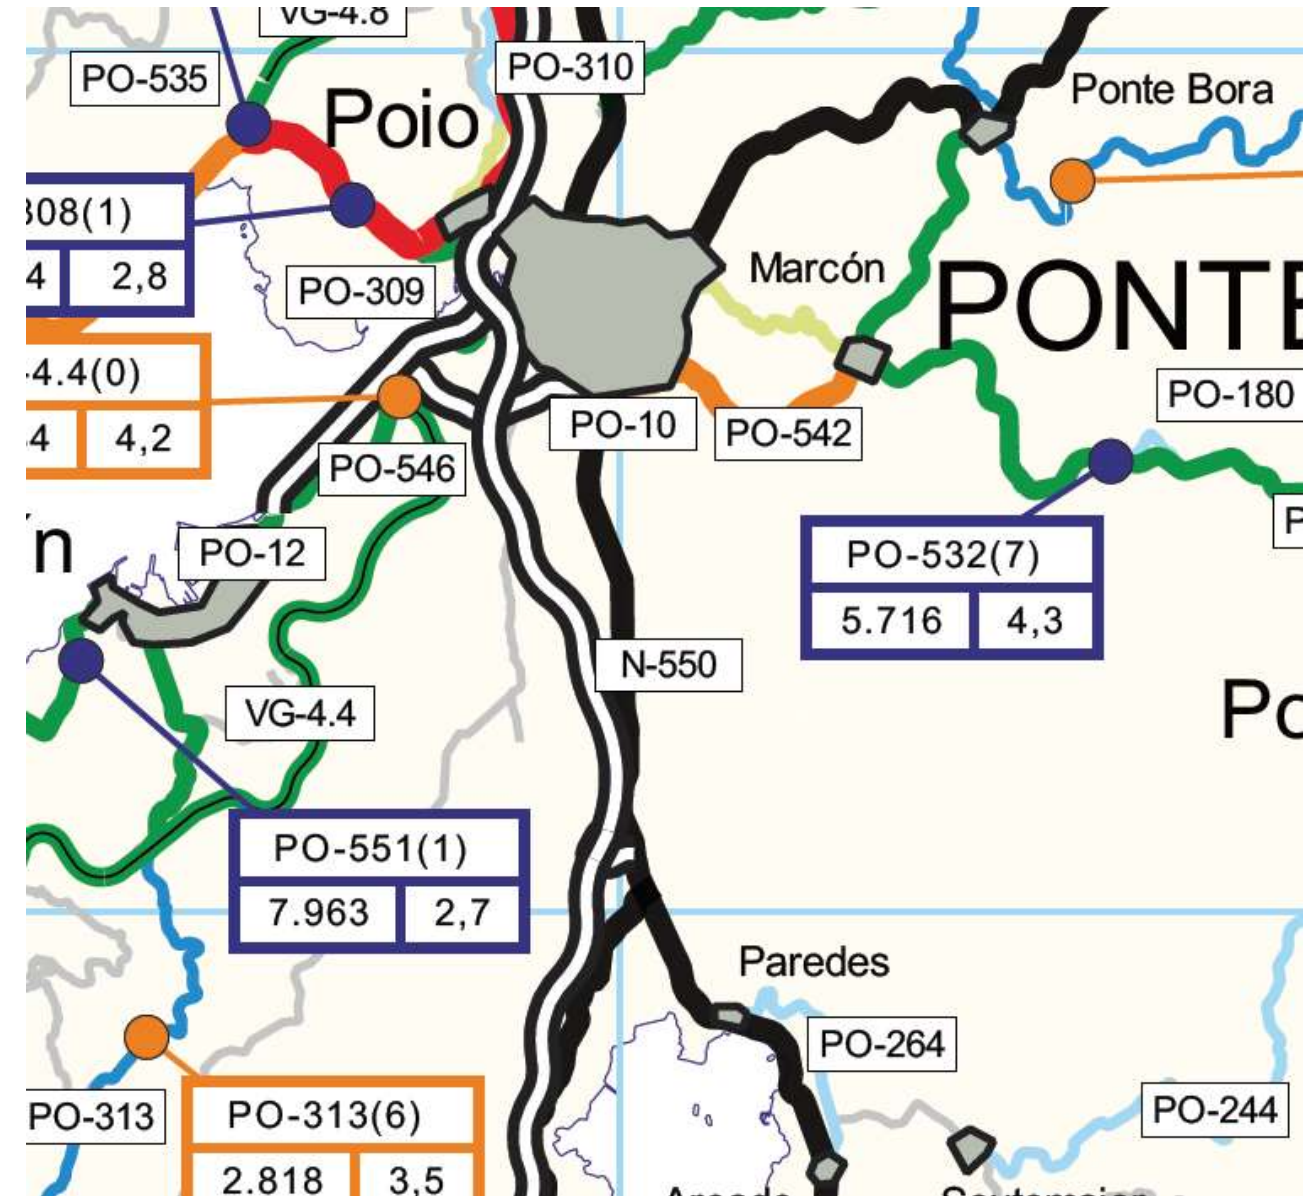 VG-4.8
PO-310
PO-535
Poio
Ponte Bora
308(1)
4 2,8
PO-309
Marcón
PONTE
-4.4(0)
4,2
PO-180
PO-10
PO-542
PO-546
PO-12
PO-532(7)
5.716 4,3
N-550
VG-4.4
PO-551(1)
7.963 2,7
Paredes
PO-264
PO-313
PO-313(6)
2.818 3,5
PO-244